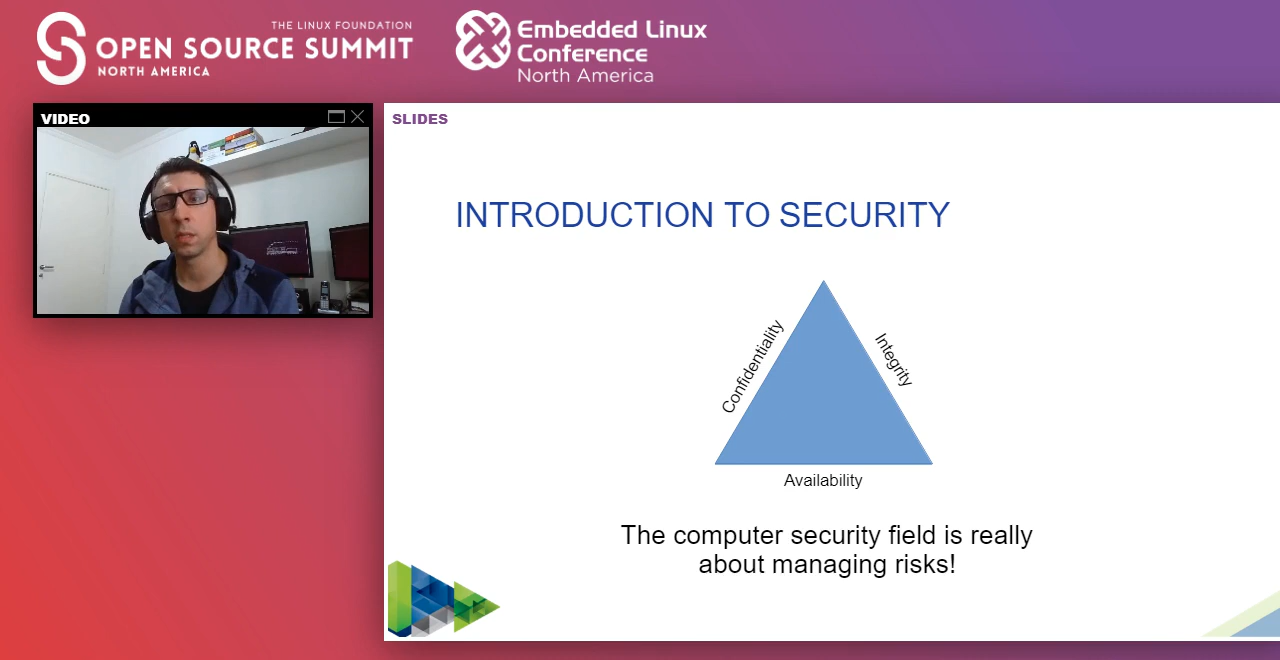 THE LINUX FOUNDATION
OPEN SOURCE SUMMIT
NORTH AMERICA
Embedded Linux
Conference
North America
VIDEO
SLIDES
INTRODUCTION TO SECURITY
Confidentiality
Integrity
Availability
The computer security field is really
about managing risks!